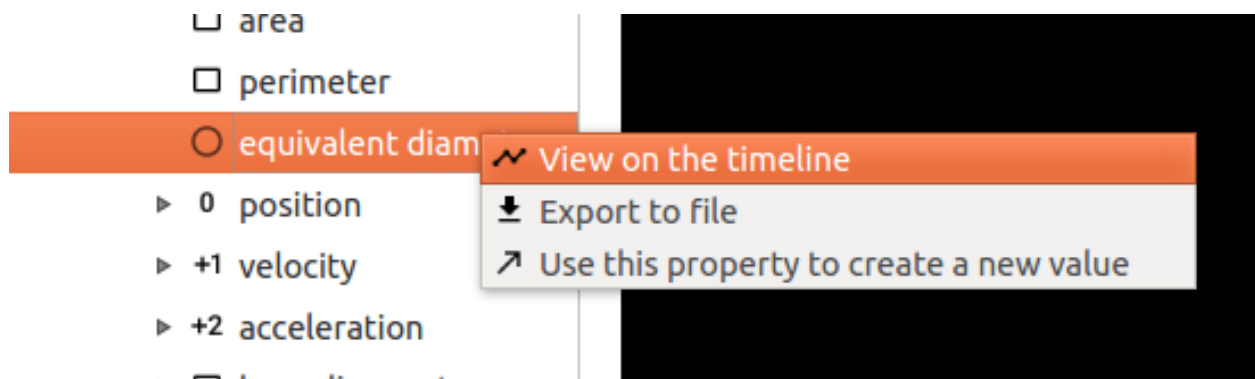 area
perimeter
equivalent diam
View on the timeline
0 position
Export to file
+1 velocity
Use this property to create a new value
+2 acceleration